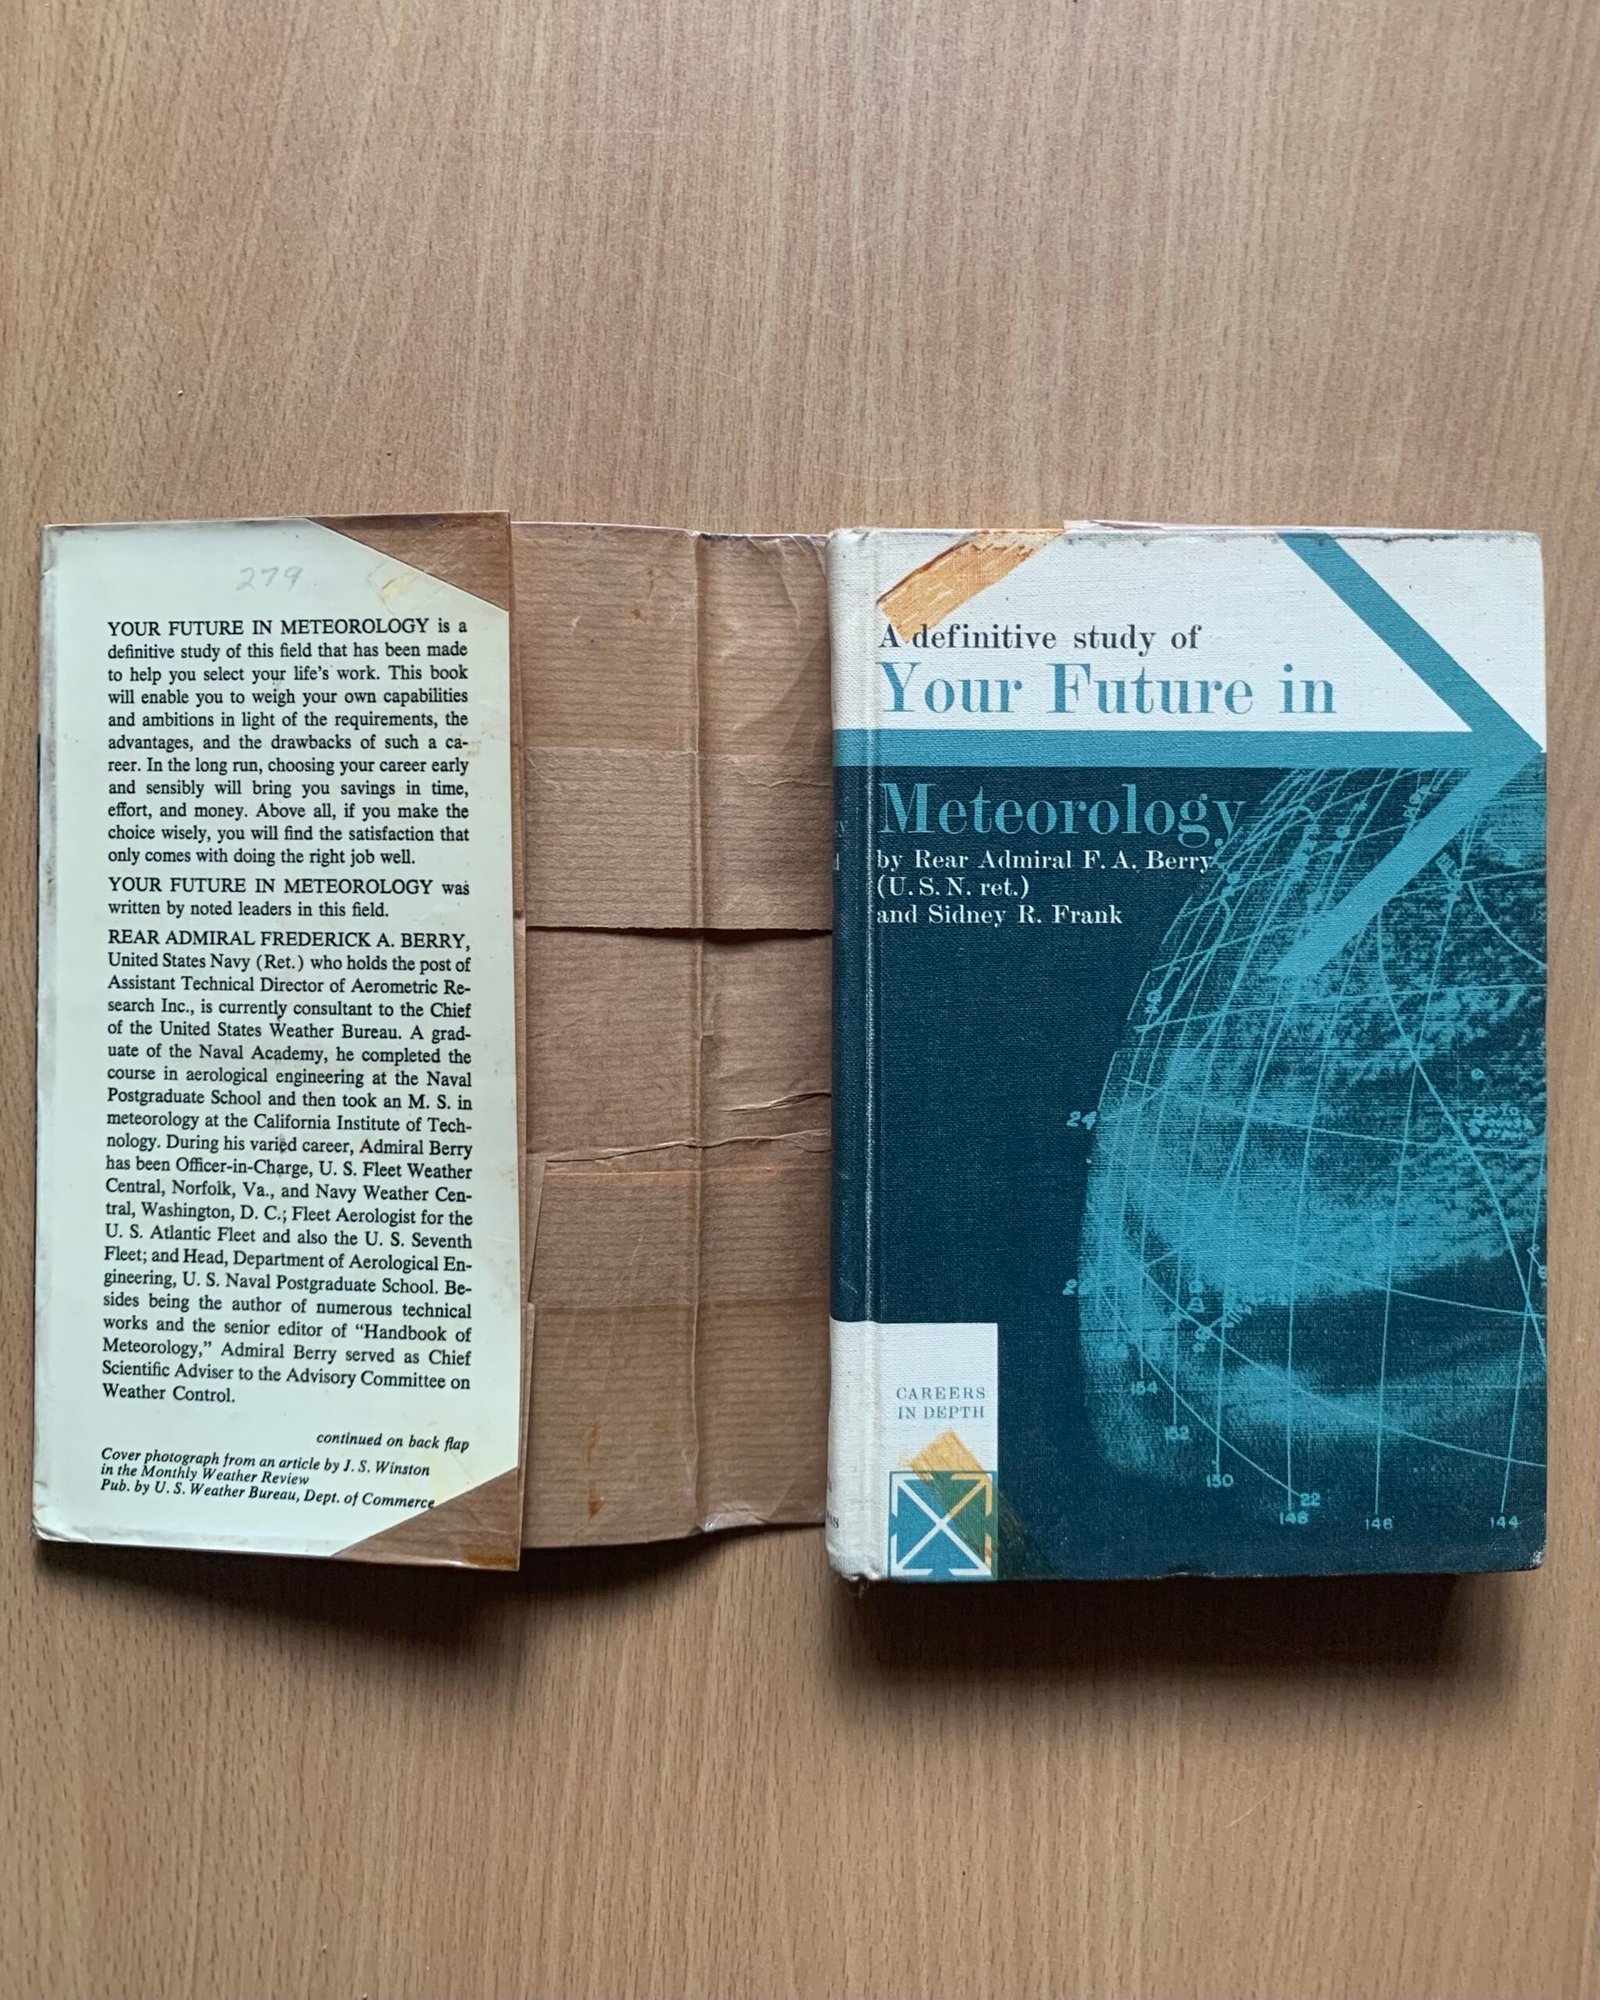 279
YOUR FUTURE IN METEOROLOGY is a
definitive study of this field that has been made
to help you select your life's work. This book
will enable you to weigh your own capabilities
and ambitions in light of the requirements, the
advantages, and the drawbacks of such a ca-
reer. In the long run, choosing your career early
and sensibly will bring you savings in time,
effort, and money. Above all, if you make the
choice wisely, you will find the satisfaction that
only comes with doing the right job well.
YOUR FUTURE IN METEOROLOGY was
written by noted leaders in this field.
REAR ADMIRAL FREDERICK A. BERRY,
United States Navy (Ret.) who holds the post of
Assistant Technical Director of Aerometric Re-
search Inc., is currently consultant to the Chief
of the United States Weather Bureau. A grad-
uate of the Naval Academy, he completed the
course in aerological engineering at the Naval
Postgraduate School and then took an M. S. in
meteorology at the California Institute of Tech-
nology. During his varied career, Admiral Berry
has been Officer-in-Charge, U. S. Fleet Weather
Central, Norfolk, Va., and Navy Weather Cen-
tral, Washington, D. C.; Fleet Aerologist for the
U. S. Atlantic Fleet and also the U. S. Seventh
Fleet; and Head, Department of Aerological En-
gineering, U. S. Naval Postgraduate School. Be-
sides being the author of numerous technical
works and the senior editor of "Handbook of
Meteorology," Admiral Berry served as Chief
Scientific Adviser to the Advisory Committee on
Weather Control.
continued on back flap
Cover photograph from an article by J. S. Winston
in the Monthly Weather Review
Pub. by U. S. Weather Bureau, Dept. of Commerce
A definitive study of
Your Future in
Meteorology
by Rear Admiral F. A. Berry
(U. S. N. ret.)
and Sidney R. Frank
24
CAREERS
IN DEPTH
154
152
150
22
148
146
144